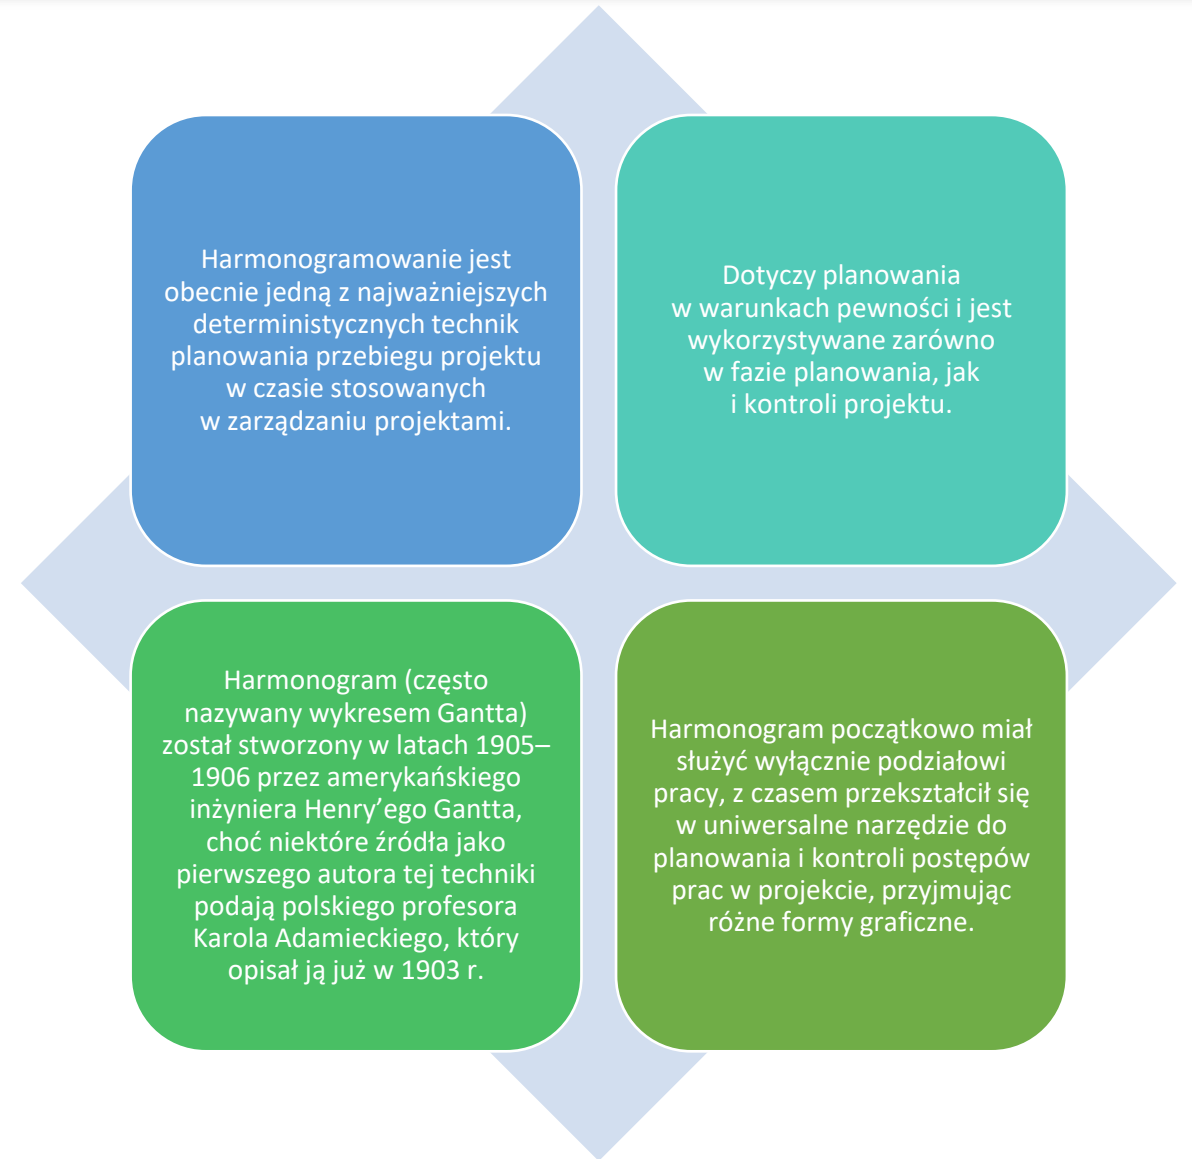 Harmonogramowanie jest
obecnie jedną z najważniejszych
deterministycznych technik
planowania przebiegu projektu
w czasie stosowanych
w zarządzaniu projektami.
Dotyczy planowania
w warunkach pewności i jest
wykorzystywane zarówno
w fazie planowania, jak
i kontroli projektu.
Harmonogram (często
nazywany wykresem Gantta)
został stworzony w latach 1905–
1906 przez amerykańskiego
inżyniera Henry’ego Gantta,
choć niektóre źródła jako
pierwszego autora tej techniki
podają polskiego profesora
Karola Adamieckiego, który
opisał ją już w 1903 r.
Harmonogram początkowo miał
służyć wyłącznie podziałowi
pracy, z czasem przekształcił się
w uniwersalne narzędzie do
planowania i kontroli postępów
prac w projekcie, przyjmując
różne formy graficzne.